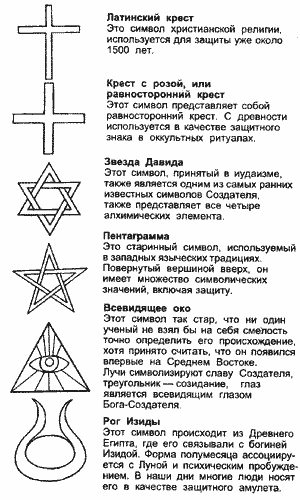 Латинский крест
Это символ христианской религии,
используется для защиты уже около
1500 лет.
Крест с розой, или
равносторонний крест
Этот символ представляет собой
равносторонний крест. С древности
используется в качестве защитного
знака в оккультных ритуалах.
Звезда Давида
Этот символ, принятый в иудаизме,
также является одним из самых ранних
известных символов Создателя,
также представляет все четыре
алхимических элемента.
Пентаграмма
Это старинный символ, используемый
в западных языческих традициях.
Повернутый вершиной вверх, он
имеет множество символических
значений, включая защиту.
Всевидящее око
Этот символ так стар, что ни один
ученый не взял бы на себя смелость
точно определить его происхождение,
хотя принято считать, что он появился
впервые на Среднем Востоке.
Лучи символизируют славу Создателя,
треугольник — созидание, глаз
является всевидящим глазом
Бога-Создателя.
Рог Изиды
Этот символ происходит из Древнего
Египта, где его связывали с богиней
Изидой. Форма полумесяца ассоцииру-
ется с Луной и психическим пробужде-
нием. В наши дни многие люди носят
его в качестве защитного амулета.